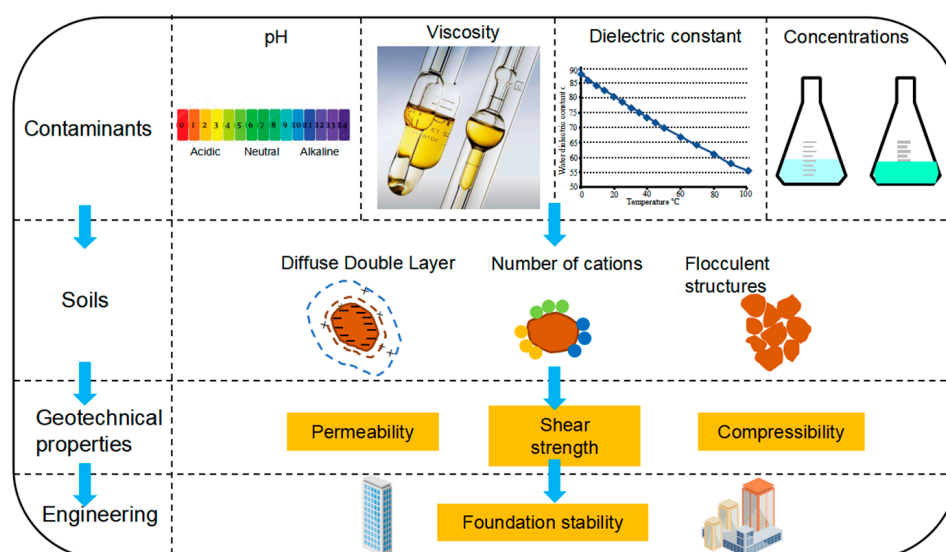 pH
Viscosity
Dielectric constant
Concentrations
Contaminants
0 1 2 3 4 5 6 7 8 9 10 11 12 13 14
Acidic Neutral Alkaline
Water dielectric constant ε
90
85
80
75
70
65
60
55
50
0 20 40 60 80 100
Temperature °C
Soils
Diffuse Double Layer
Number of cations
Flocculent
structures
Geotechnical
properties
Permeability
Shear
strength
Compressibility
Engineering
Foundation stability